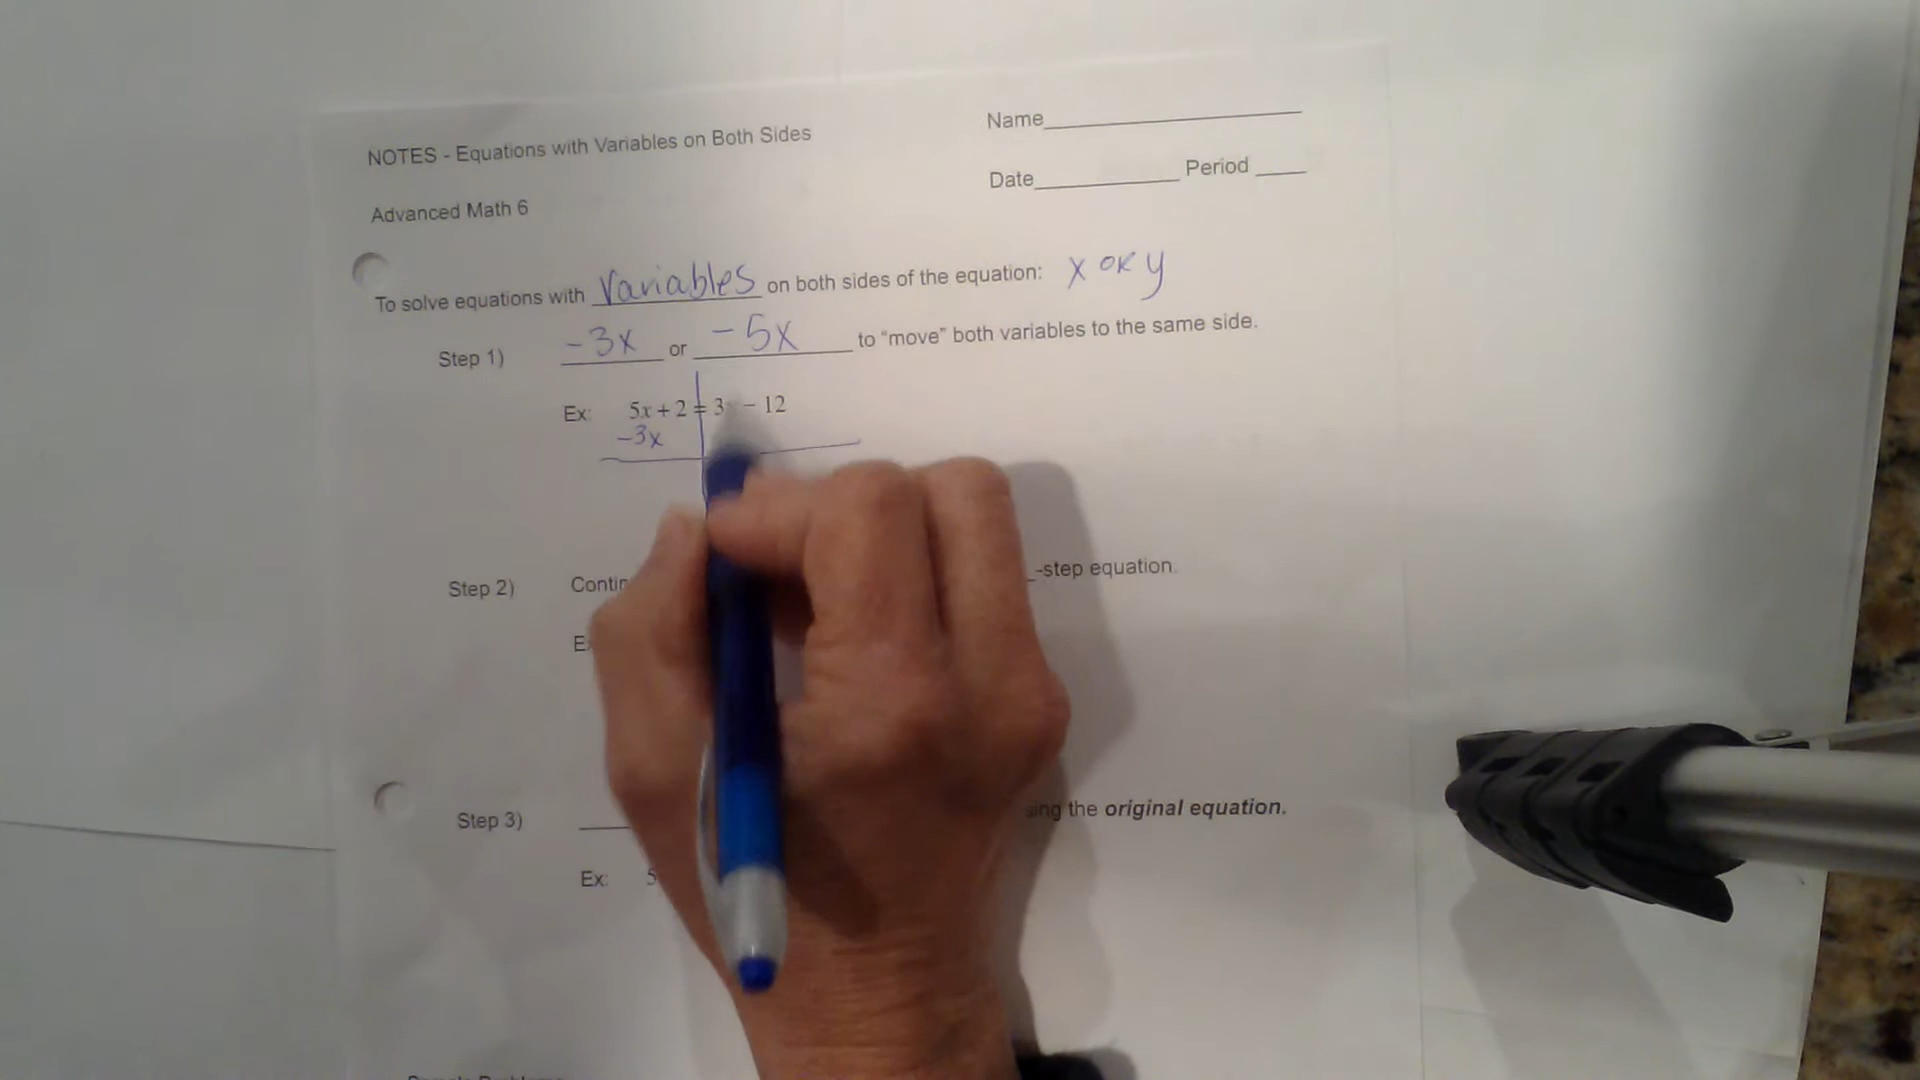 NOTES - Equations with Variables on Both Sides
Name
Date Period
Advanced Math 6
To solve equations with Variables on both sides of the equation: x or y
Step 1) -3x or -5x to "move" both variables to the same side.
Ex: 5x + 2 = 3 - 12
-3x
Step 2) -step equation.
Step 3) the original equation.
Ex: 5